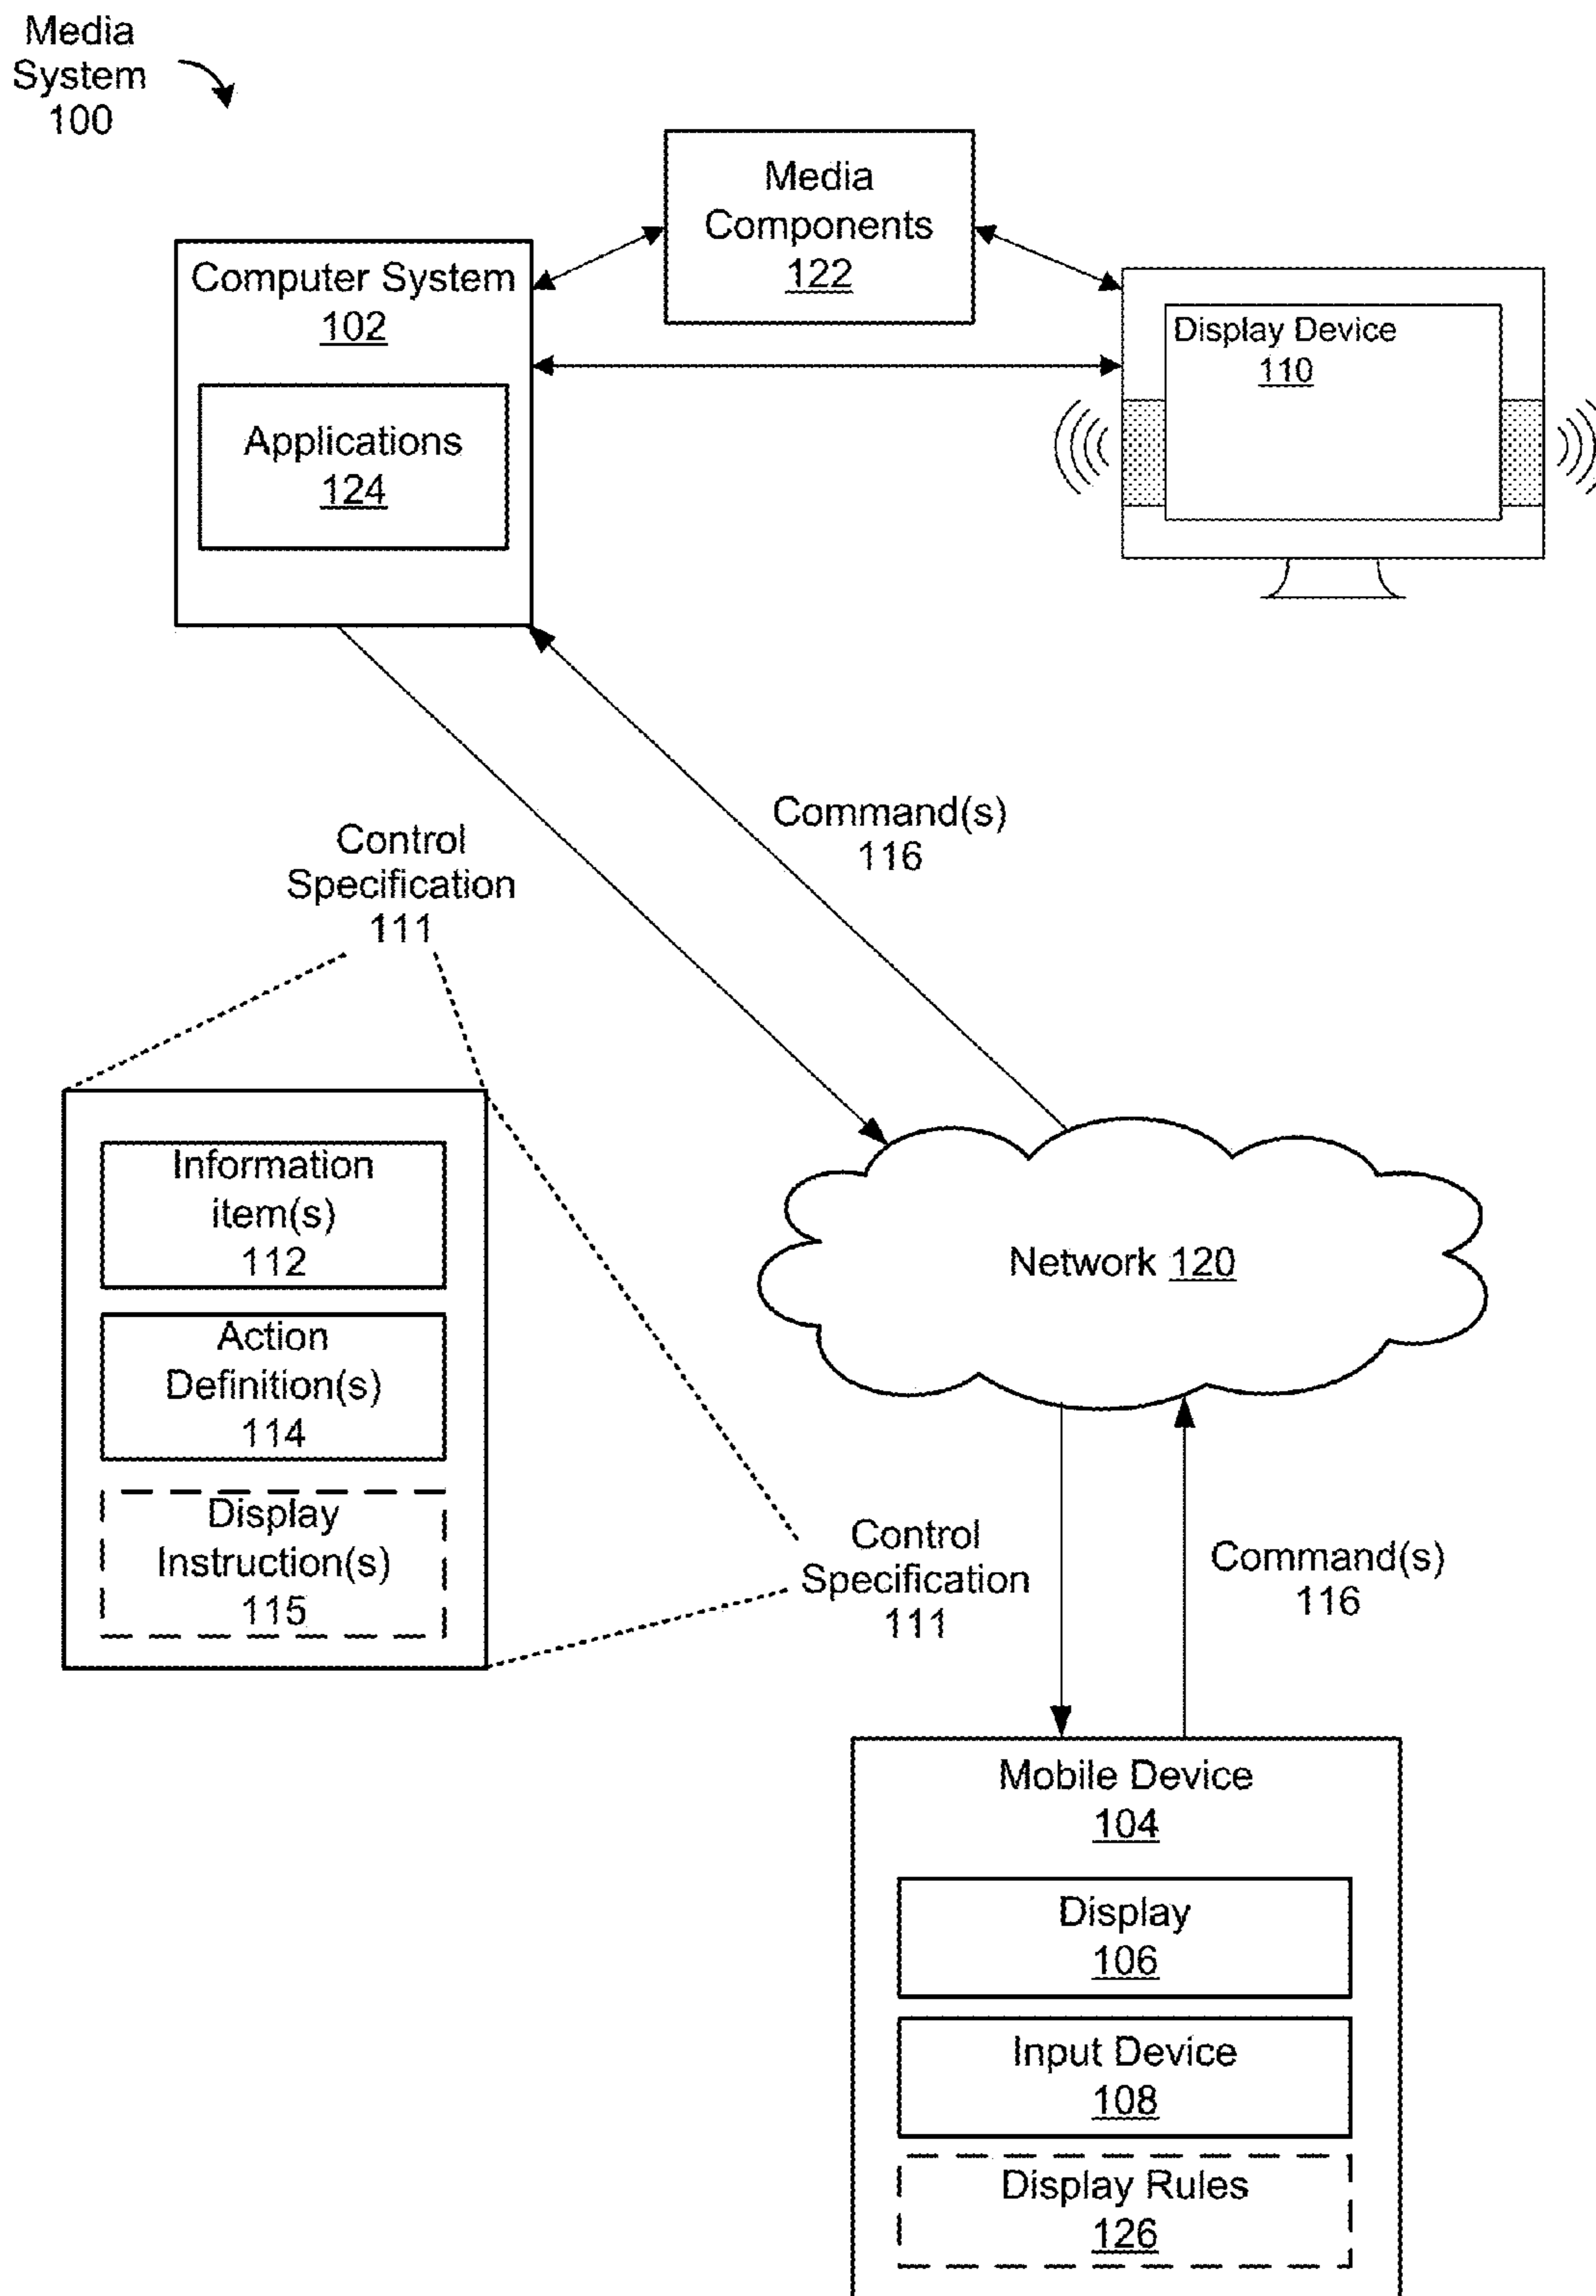 Media
System
100
Media
Components
122
Computer System
102
Applications
124
Display Device
110
Command(s)
116
Control
Specification
111
Information
item(s)
112
Action
Definition(s)
114
Display
Instruction(s)
115
Network 120
Control
Specification
111
Command(s)
116
Mobile Device
104
Display
106
Input Device
108
Display Rules
126